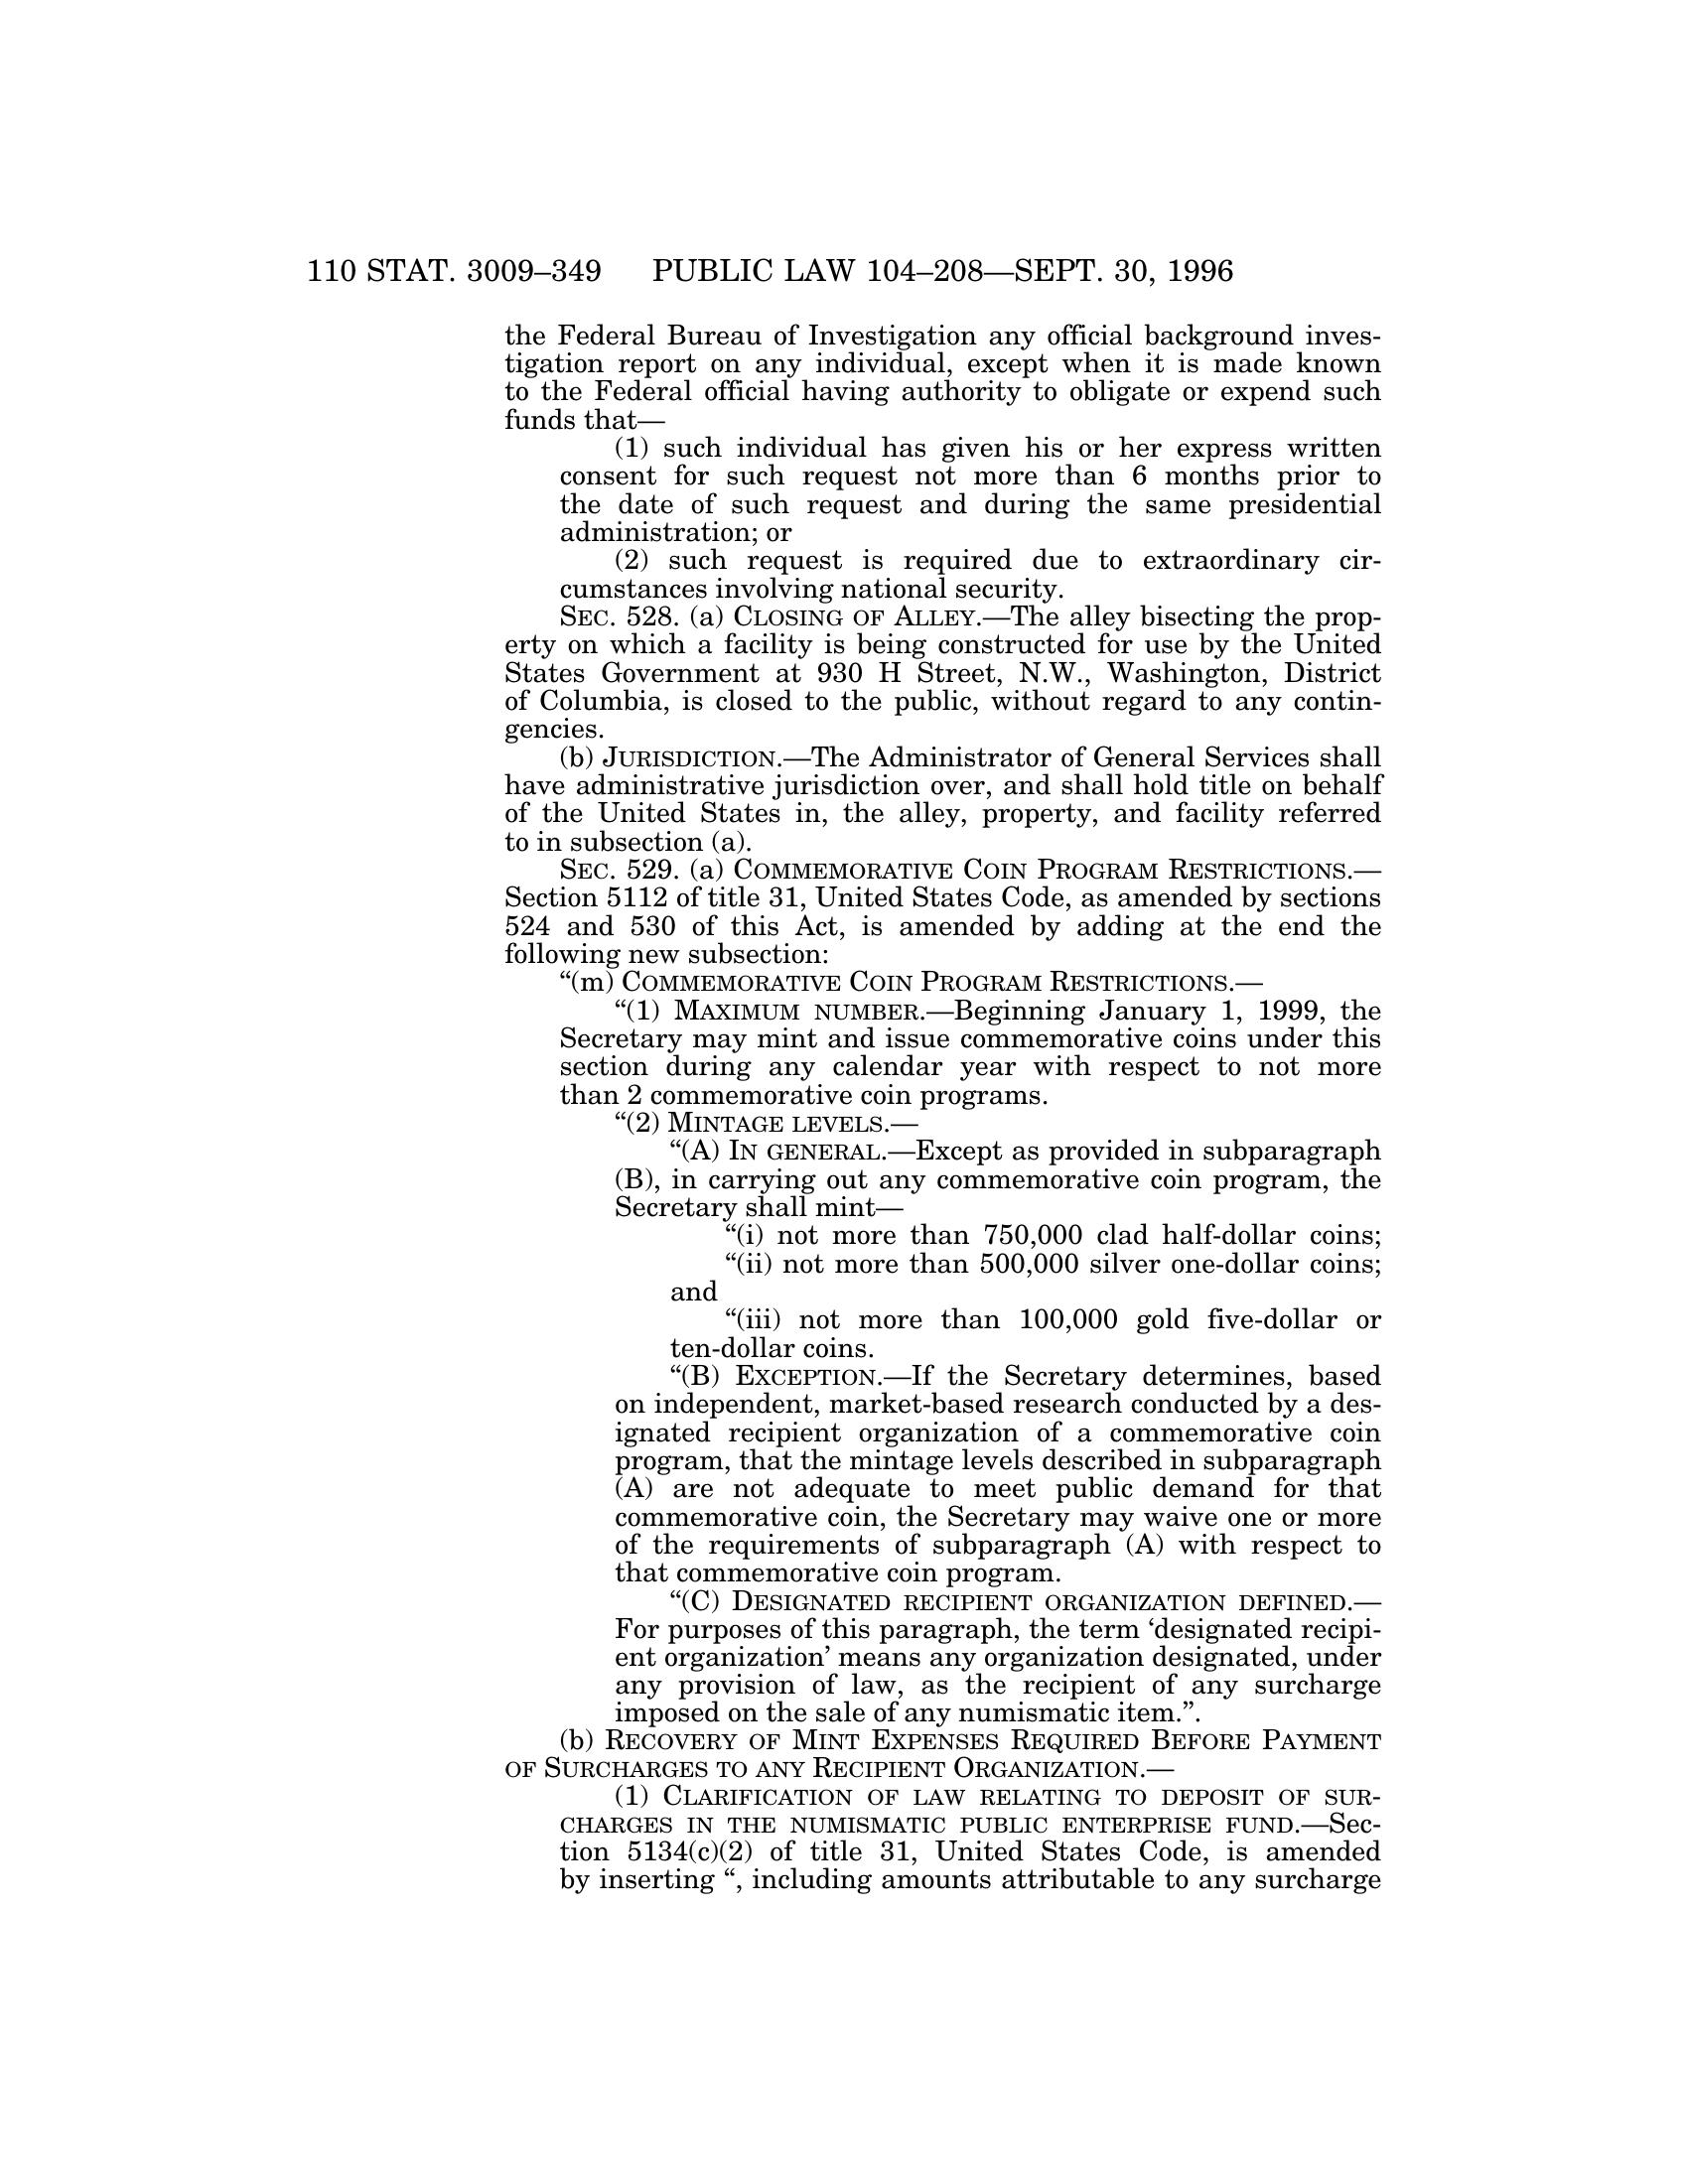 110 STAT. 3009–349 PUBLIC LAW 104–208—SEPT. 30, 1996
the Federal Bureau of Investigation any official background inves-
tigation report on any individual, except when it is made known
to the Federal official having authority to obligate or expend such
funds that—
(1) such individual has given his or her express written
consent for such request not more than 6 months prior to
the date of such request and during the same presidential
administration; or
(2) such request is required due to extraordinary cir-
cumstances involving national security.
SEC. 528. (a) CLOSING OF ALLEY.—The alley bisecting the prop-
erty on which a facility is being constructed for use by the United
States Government at 930 H Street, N.W., Washington, District
of Columbia, is closed to the public, without regard to any contin-
gencies.
(b) JURISDICTION.—The Administrator of General Services shall
have administrative jurisdiction over, and shall hold title on behalf
of the United States in, the alley, property, and facility referred
to in subsection (a).
SEC. 529. (a) COMMEMORATIVE COIN PROGRAM RESTRICTIONS.—
Section 5112 of title 31, United States Code, as amended by sections
524 and 530 of this Act, is amended by adding at the end the
following new subsection:
“(m) COMMEMORATIVE COIN PROGRAM RESTRICTIONS.—
“(1) MAXIMUM NUMBER.—Beginning January 1, 1999, the
Secretary may mint and issue commemorative coins under this
section during any calendar year with respect to not more
than 2 commemorative coin programs.
“(2) MINTAGE LEVELS.—
“(A) IN GENERAL.—Except as provided in subparagraph
(B), in carrying out any commemorative coin program, the
Secretary shall mint—
“(i) not more than 750,000 clad half-dollar coins;
“(ii) not more than 500,000 silver one-dollar coins;
and
“(iii) not more than 100,000 gold five-dollar or
ten-dollar coins.
“(B) EXCEPTION.—If the Secretary determines, based
on independent, market-based research conducted by a des-
ignated recipient organization of a commemorative coin
program, that the mintage levels described in subparagraph
(A) are not adequate to meet public demand for that
commemorative coin, the Secretary may waive one or more
of the requirements of subparagraph (A) with respect to
that commemorative coin program.
“(C) DESIGNATED RECIPIENT ORGANIZATION DEFINED.—
For purposes of this paragraph, the term ‘designated recipi-
ent organization’ means any organization designated, under
any provision of law, as the recipient of any surcharge
imposed on the sale of any numismatic item.”.
(b) RECOVERY OF MINT EXPENSES REQUIRED BEFORE PAYMENT
OF SURCHARGES TO ANY RECIPIENT ORGANIZATION.—
(1) CLARIFICATION OF LAW RELATING TO DEPOSIT OF SUR-
CHARGES IN THE NUMISMATIC PUBLIC ENTERPRISE FUND.—Sec-
tion 5134(c)(2) of title 31, United States Code, is amended
by inserting “, including amounts attributable to any surcharge